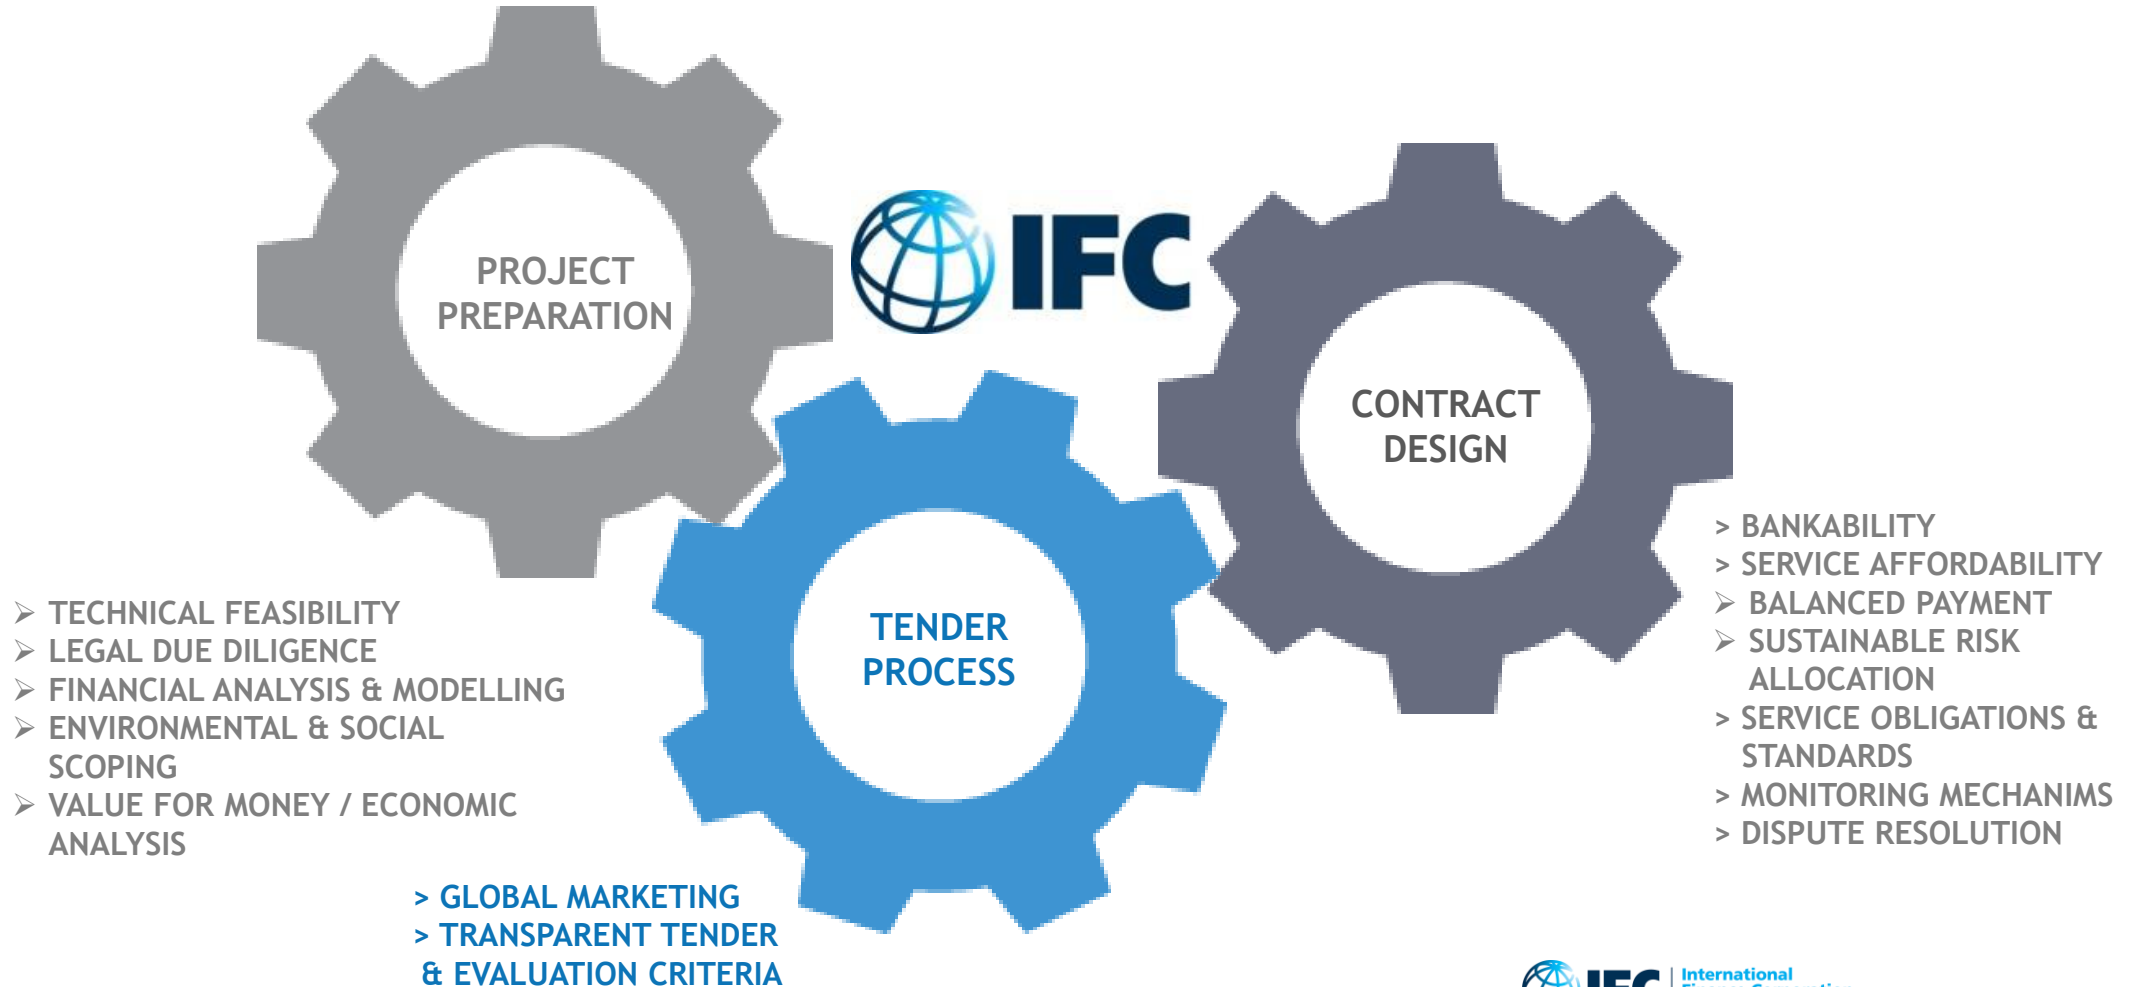 PROJECT
PREPARATION
IFC
CONTRACT
DESIGN
TENDER
PROCESS
➢ TECHNICAL FEASIBILITY
➢ LEGAL DUE DILIGENCE
➢ FINANCIAL ANALYSIS & MODELLING
➢ ENVIRONMENTAL & SOCIAL
SCOPING
➢ VALUE FOR MONEY / ECONOMIC
ANALYSIS
> GLOBAL MARKETING
> TRANSPARENT TENDER
& EVALUATION CRITERIA
> BANKABILITY
> SERVICE AFFORDABILITY
➢ BALANCED PAYMENT
➢ SUSTAINABLE RISK
ALLOCATION
> SERVICE OBLIGATIONS &
STANDARDS
> MONITORING MECHANIMS
> DISPUTE RESOLUTION
IFC
International